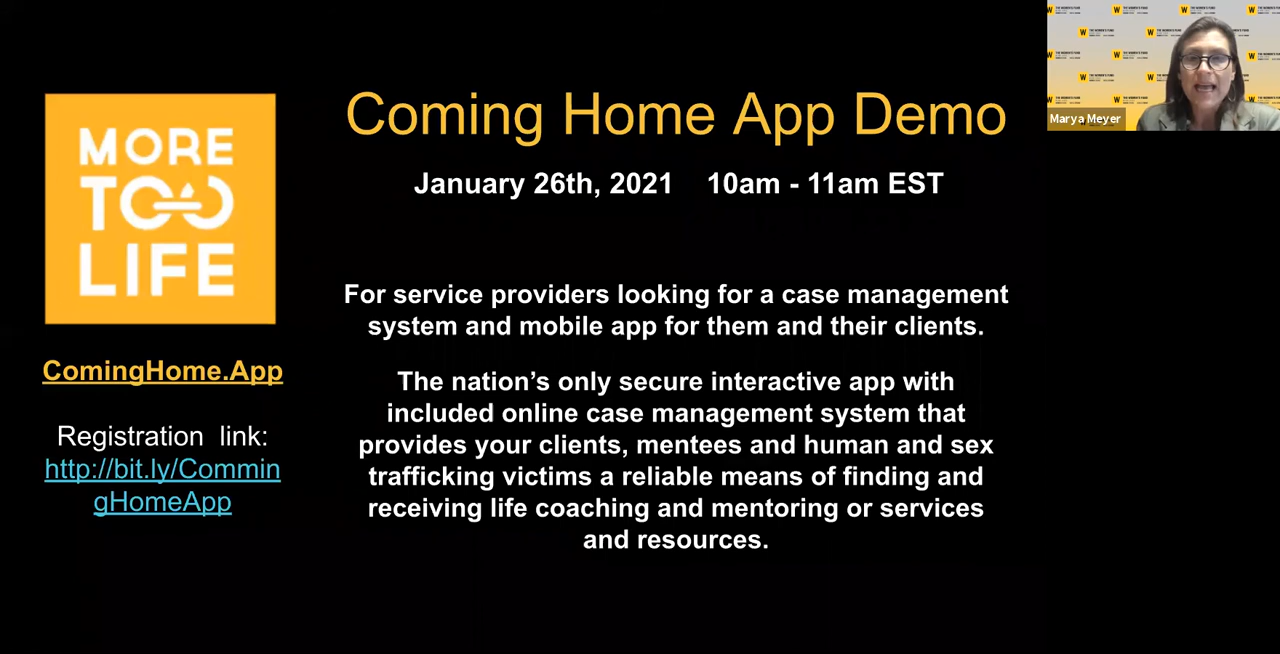 MORE
TOO
LIFE
ComingHome.App
Registration link:
http://bit.ly/Commin
gHomeApp
Coming Home App Demo
January 26th, 2021 10am - 11am EST
For service providers looking for a case management
system and mobile app for them and their clients.
The nation’s only secure interactive app with
included online case management system that
provides your clients, mentees and human and sex
trafficking victims a reliable means of finding and
receiving life coaching and mentoring or services
and resources.
W THE WOMEN'S FUND
Marya Meyer